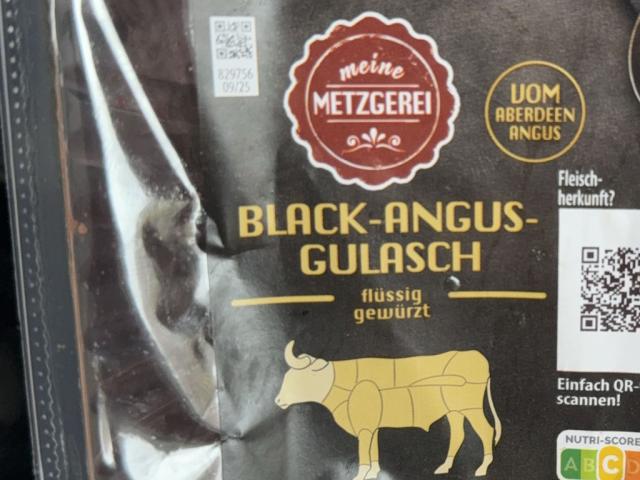 829756
09/25
meine
METZGEREI
VOM
ABERDEEN
ANGUS
Fleisch-
herkunft?
BLACK-ANGUS-
GULASCH
flüssig
gewürzt
Einfach QR-
scannen!
NUTRI-SCORE
ABCD